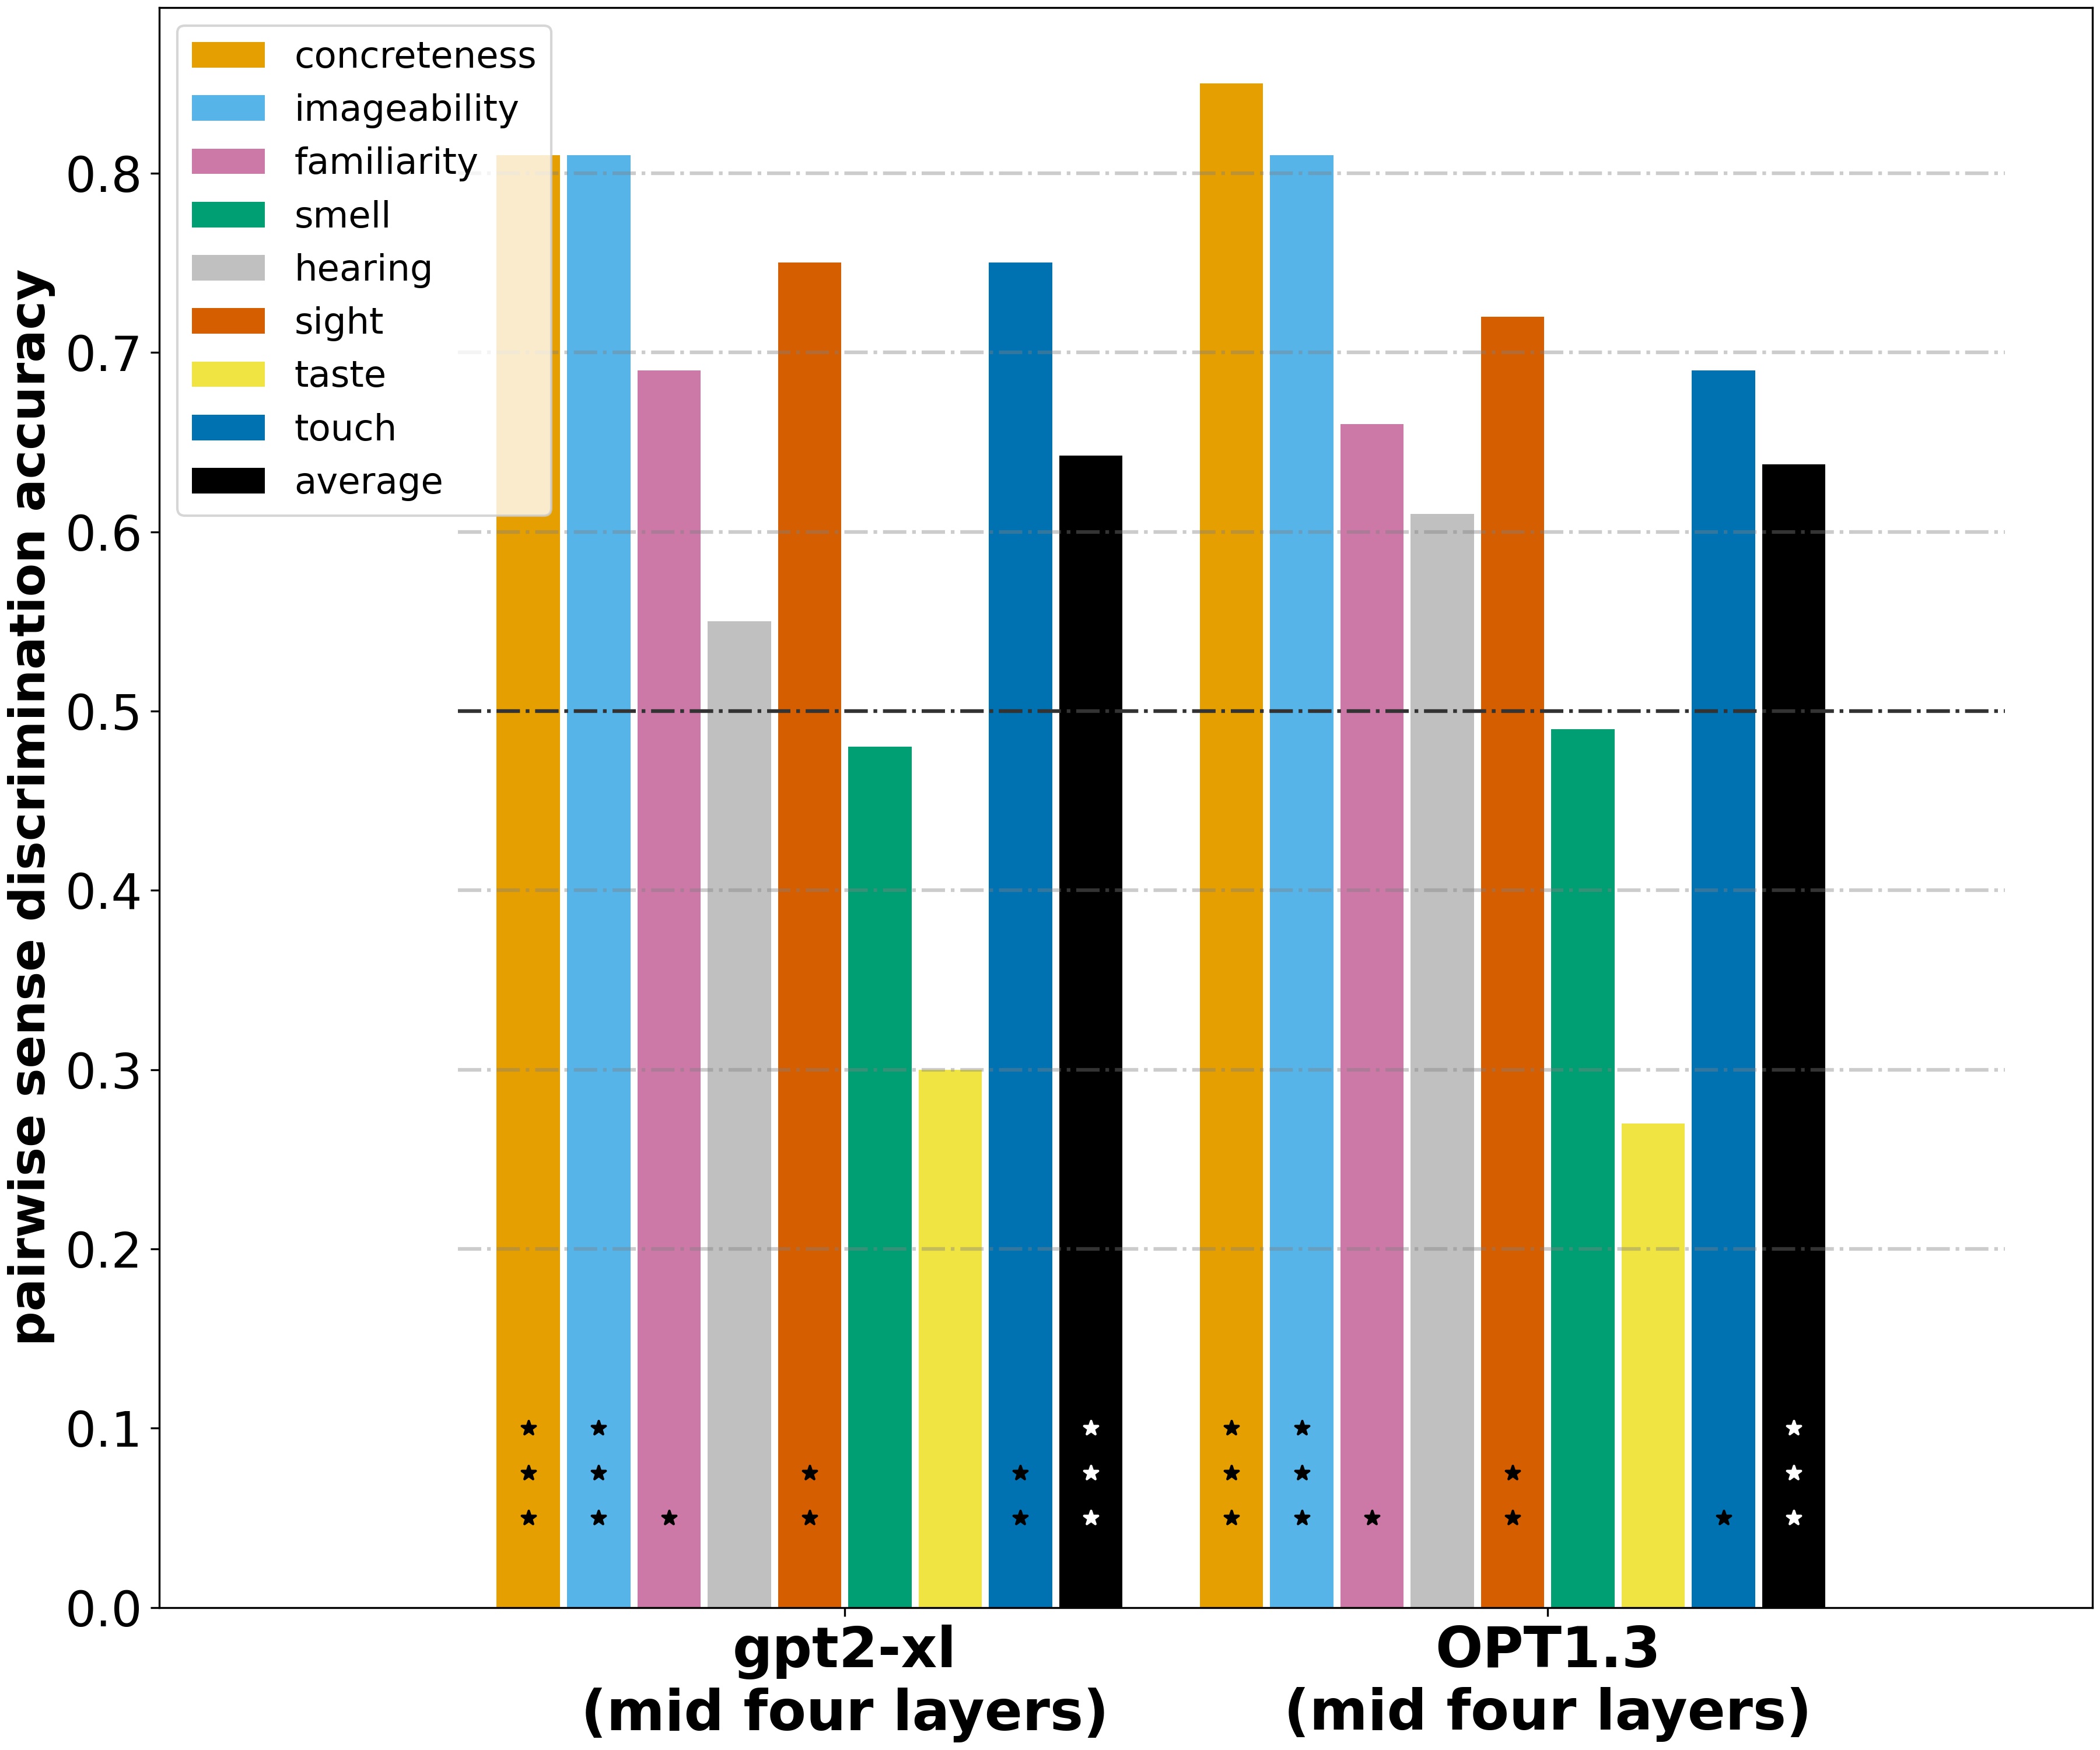 concreteness
imageability
familiarity
smell
hearing
sight
taste
touch
average
pairwise sense discrimination accuracy
0.8
0.7
0.6
0.5
0.4
0.3
0.2
0.1
0.0
gpt2-xl
(mid four layers)
OPT1.3
(mid four layers)